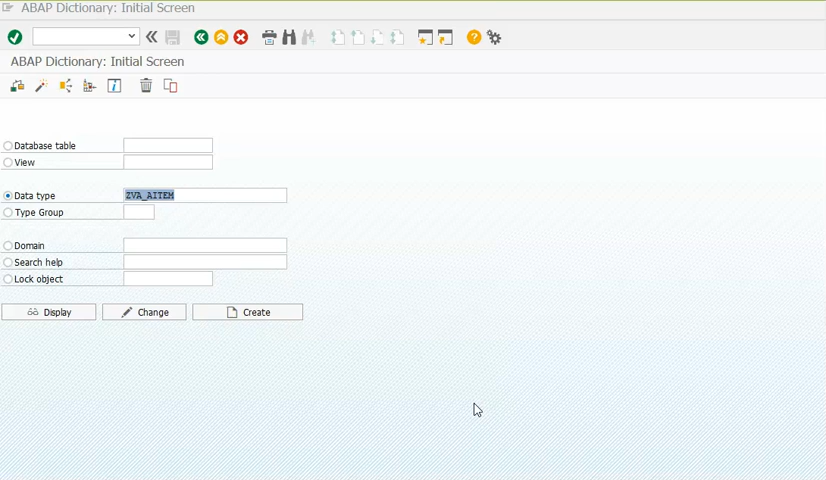 ABAP Dictionary: Initial Screen
ABAP Dictionary: Initial Screen
Database table
View
Data type ZVA_AITEM
Type Group
Domain
Search help
Lock object
Display Change Create